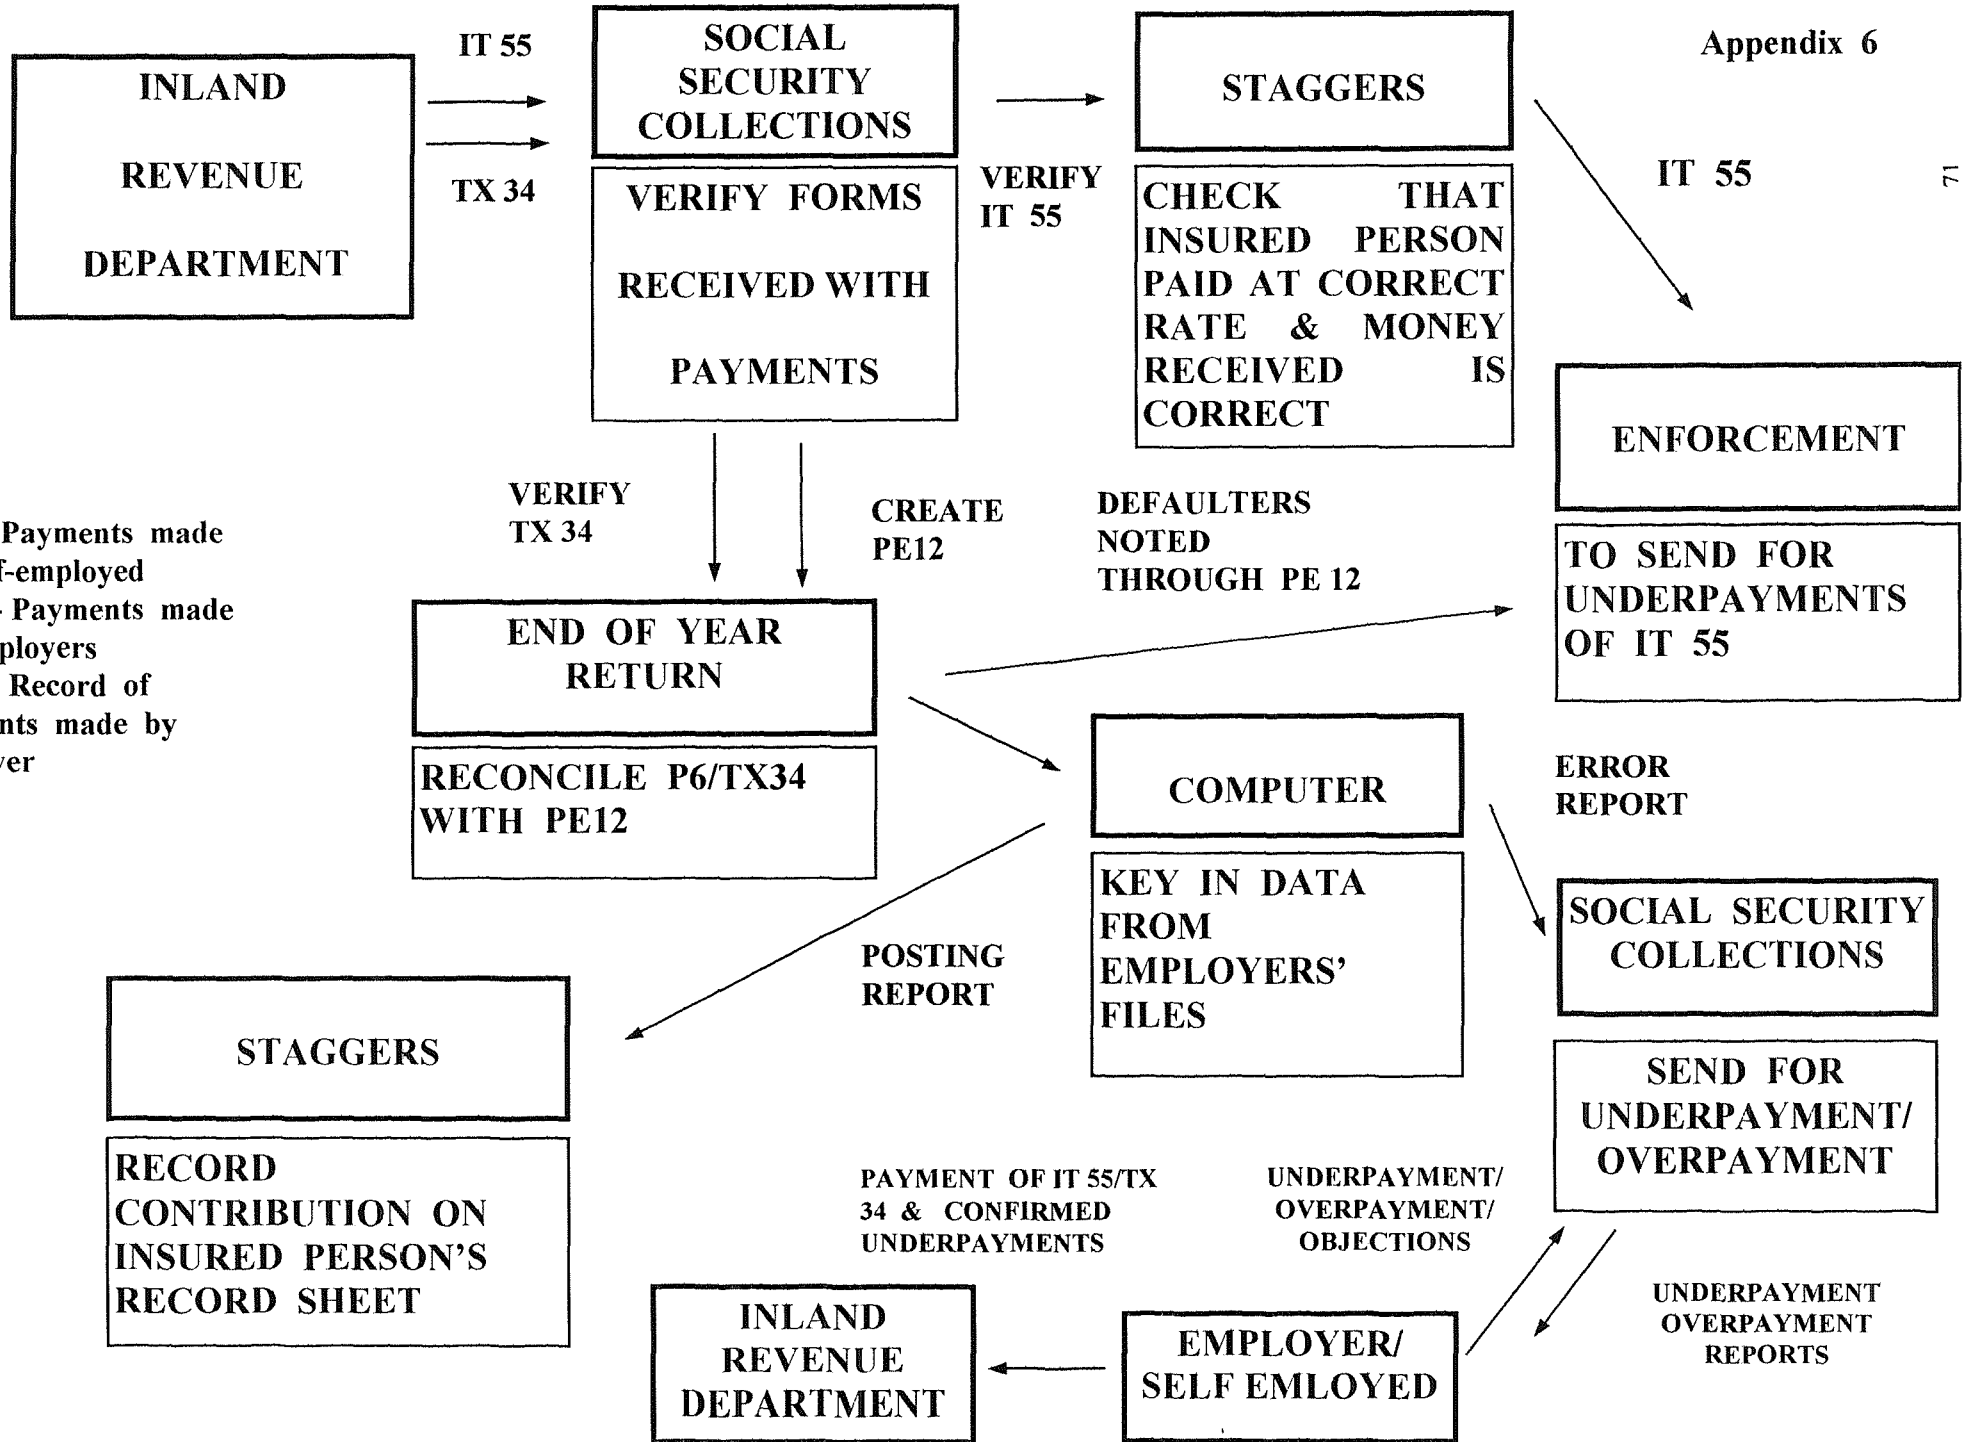 Appendix 6
71
INLAND
REVENUE
DEPARTMENT
IT 55
TX 34
SOCIAL
SECURITY
COLLECTIONS
VERIFY FORMS
RECEIVED WITH
PAYMENTS
VERIFY
IT 55
STAGGERS
CHECK THAT
INSURED PERSON
PAID AT CORRECT
RATE & MONEY
RECEIVED IS
CORRECT
IT 55
ENFORCEMENT
TO SEND FOR
UNDERPAYMENTS
OF IT 55
VERIFY
TX 34
CREATE
PE12
DEFAULTERS
NOTED
THROUGH PE 12
Payments made
f-employed
- Payments made
ployers
Record of
nts made by
ver
END OF YEAR
RETURN
RECONCILE P6/TX34
WITH PE12
COMPUTER
KEY IN DATA
FROM
EMPLOYERS'
FILES
ERROR
REPORT
POSTING
REPORT
SOCIAL SECURITY
COLLECTIONS
SEND FOR
UNDERPAYMENT/
OVERPAYMENT
STAGGERS
RECORD
CONTRIBUTION ON
INSURED PERSON'S
RECORD SHEET
PAYMENT OF IT 55/TX
34 & CONFIRMED
UNDERPAYMENTS
UNDERPAYMENT/
OVERPAYMENT/
OBJECTIONS
UNDERPAYMENT
OVERPAYMENT
REPORTS
INLAND
REVENUE
DEPARTMENT
EMPLOYER/
SELF EMLOYED